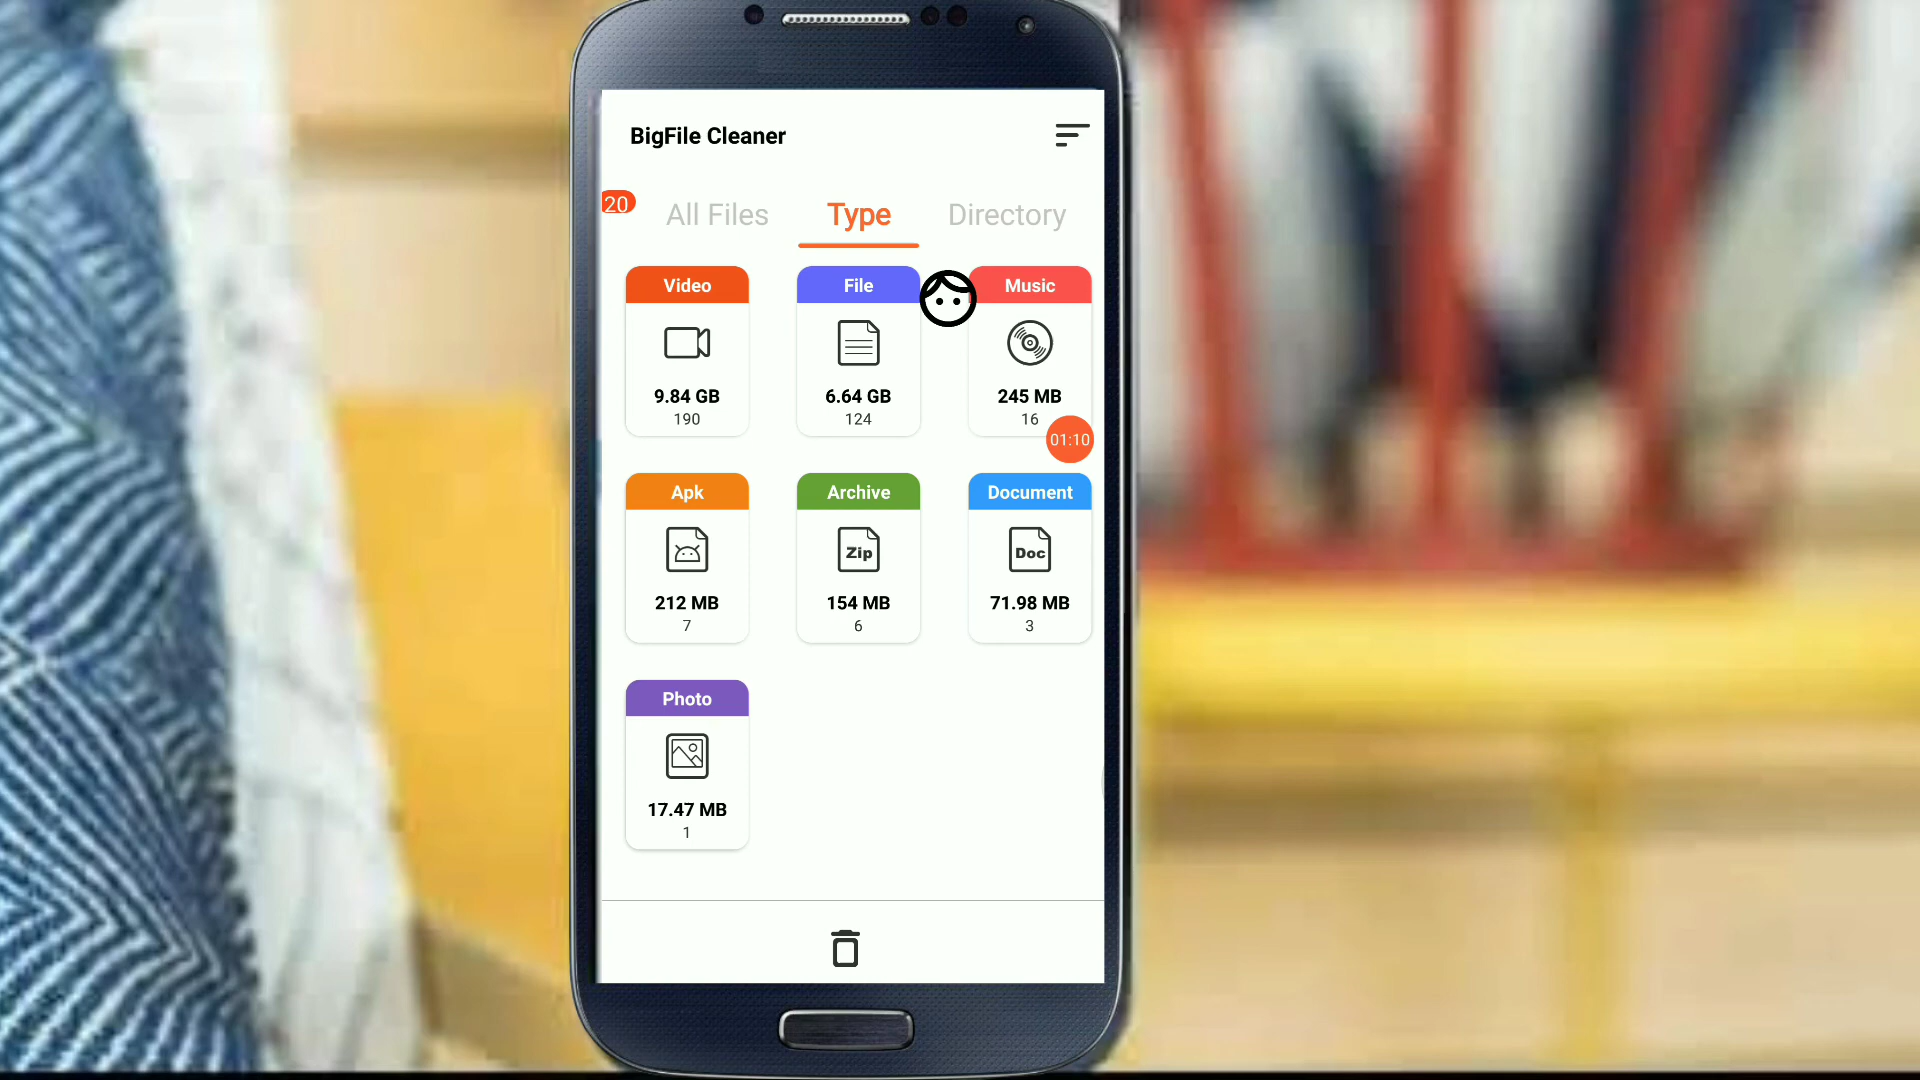 BigFile Cleaner
20
All Files
Type
Directory
Video
File
Music
9.84 GB
6.64 GB
245 MB
190
124
16
01:10
Apk
Archive
Document
Zip
Doc
212 MB
154 MB
71.98 MB
7
6
3
Photo
17.47 MB
1